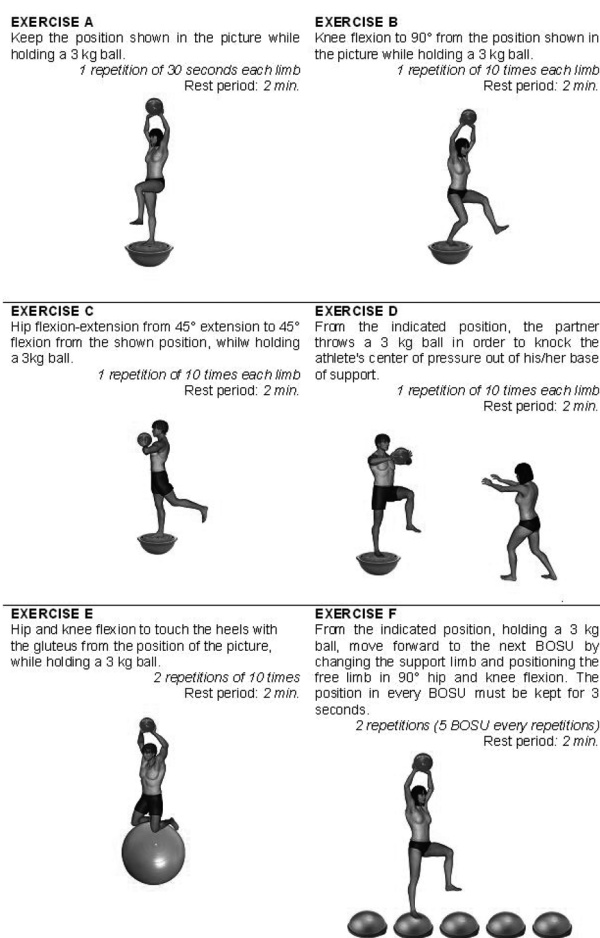 EXERCISE A
Keep the position shown in the picture while
holding a 3 kg ball.
1 repetition of 30 seconds each limb
Rest period: 2 min.
EXERCISE B
Knee flexion to 90° from the position shown in
the picture while holding a 3 kg ball.
1 repetition of 10 times each limb
Rest period: 2 min.
EXERCISE C
Hip flexion-extension from 45° extension to 45°
flexion from the shown position, whilw holding
a 3kg ball.
1 repetition of 10 times each limb
Rest period: 2 min.
EXERCISE D
From the indicated position, the partner
throws a 3 kg ball in order to knock the
athlete's center of pressure out of his/her base
of support.
1 repetition of 10 times each limb
Rest period: 2 min.
EXERCISE E
Hip and knee flexion to touch the heels with
the gluteus from the position of the picture,
while holding a 3 kg ball.
2 repetitions of 10 times
Rest period: 2 min.
EXERCISE F
From the indicated position, holding a 3 kg
ball, move forward to the next BOSU by
changing the support limb and positioning the
free limb in 90° hip and knee flexion. The
position in every BOSU must be kept for 3
seconds.
2 repetitions (5 BOSU every repetitions)
Rest period: 2 min.